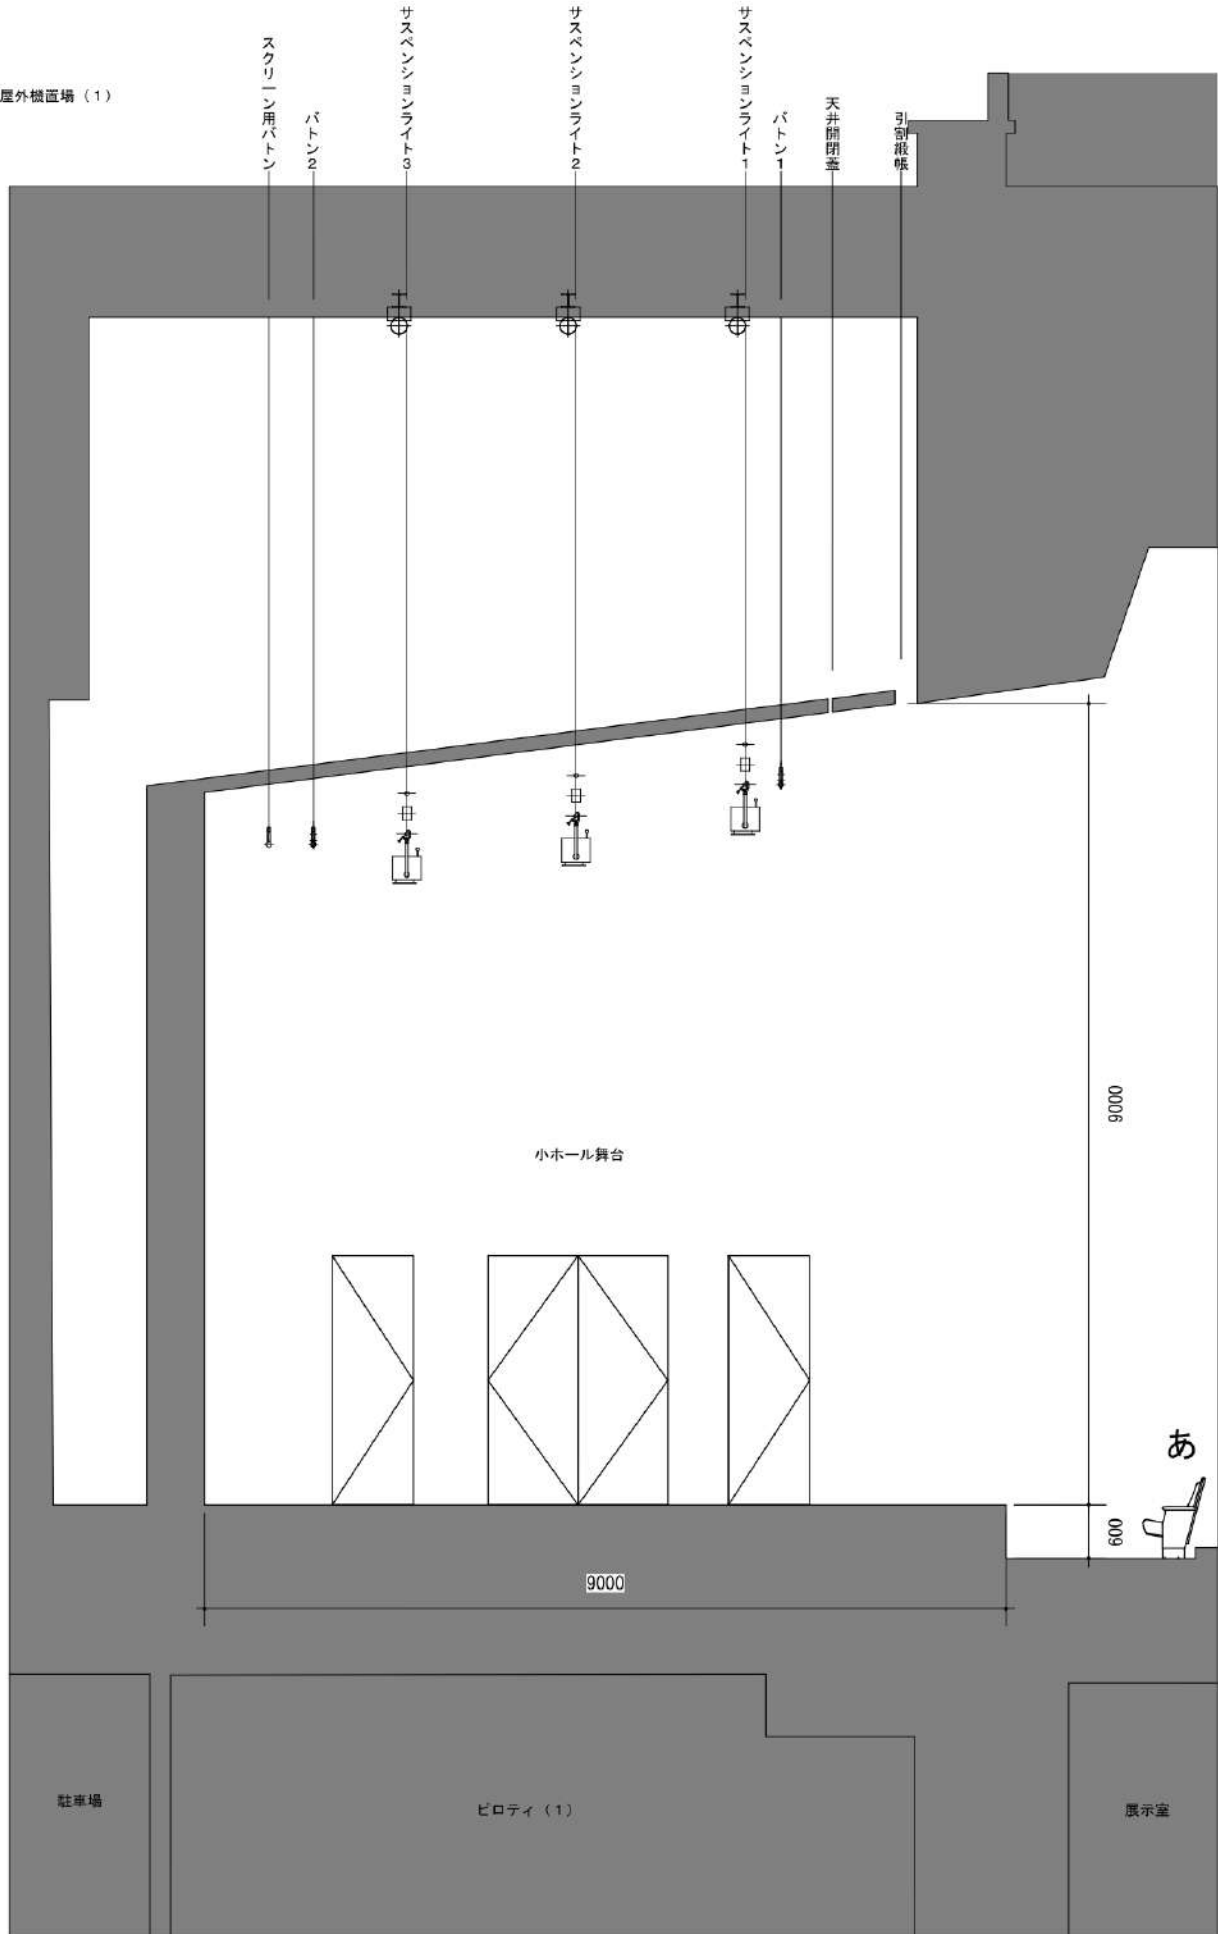 屋外機置場（１）
スクリーン用バトン
バトン２
サスペンションライト３
サスペンションライト２
サスペンションライト１
バトン１
天井開閉蓋
引割緞帳
9000
小ホール舞台
あ
600
9000
駐車場
ピロティ（１）
展示室